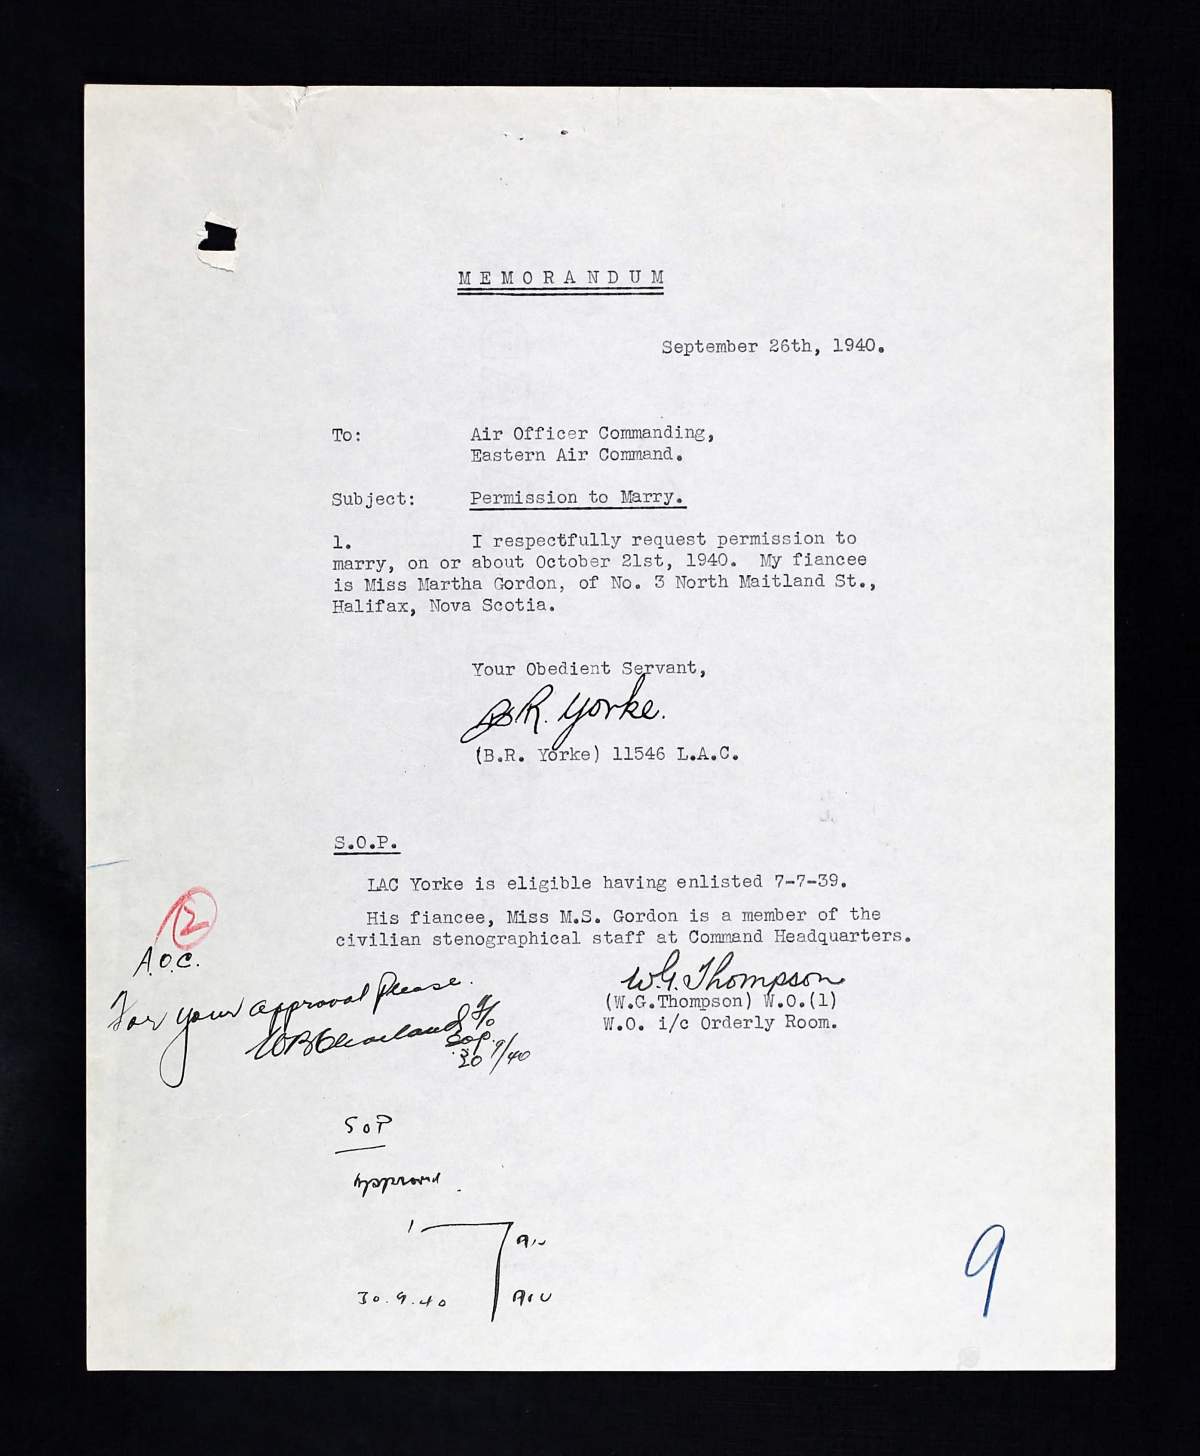 MEMORANDUM
September 26th, 1940.
To: Air Officer Commanding,
Eastern Air Command.
Subject: Permission to Marry.
1. I respectfully request permission to
marry, on or about October 21st, 1940. My fiancee
is Miss Martha Gordon, of No. 3 North Maitland St.,
Halifax, Nova Scotia.
Your Obedient Servant,
B R. Yorke.
(B.R. Yorke) 11546 L.A.C.
S.O.P.
LAC Yorke is eligible having enlisted 7-7-39.
His fiancee, Miss M.S. Gordon is a member of the
civilian stenographical staff at Command Headquarters.
2
A.O.C.
For your approval please.
SOP.
30 9/40
W.G. Thompson
(W.G.Thompson) W.O.(1)
W.O. i/c Orderly Room.
SOP
Approved
30.9.40
9